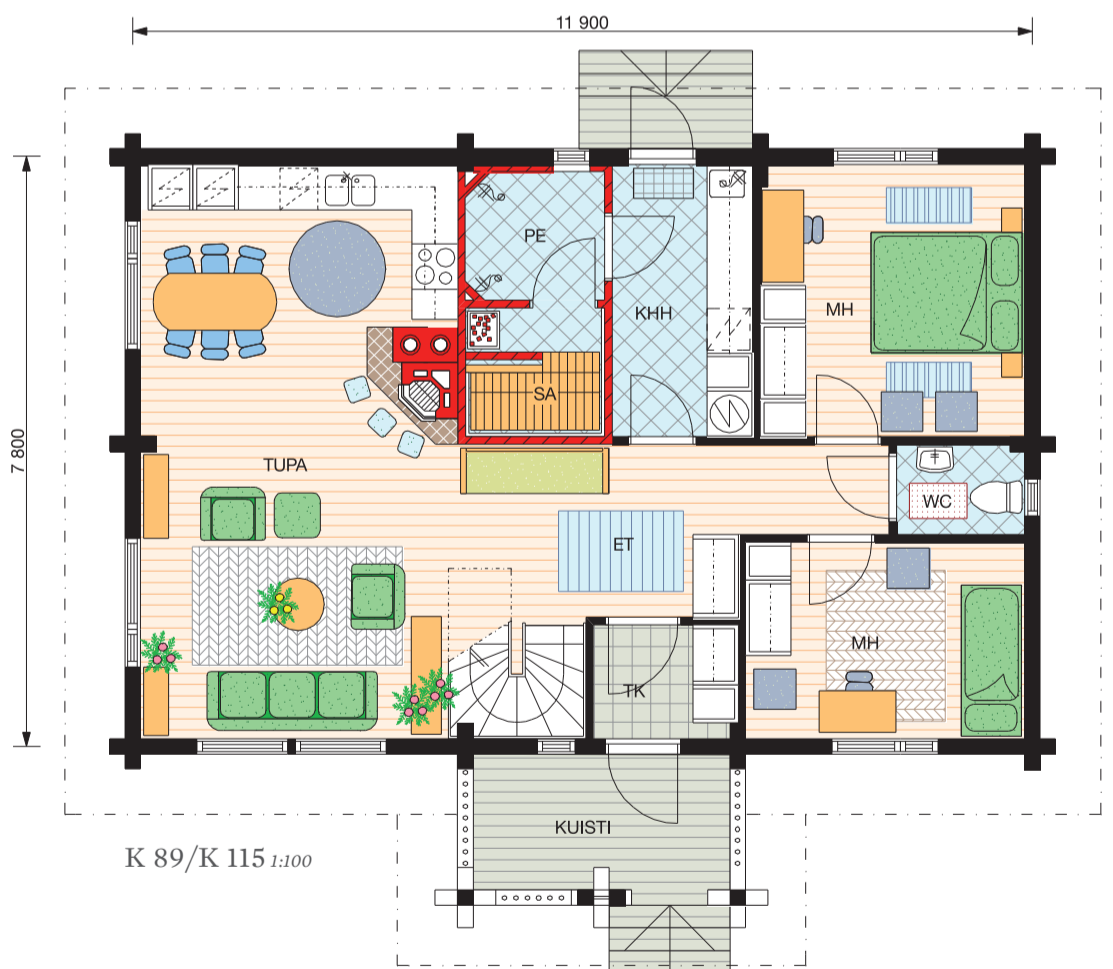 11 900
7 800
PE
KHH
MH
SA
TUPA
WC
ET
MH
TK
KUISTI
K 89/K 115 1:100